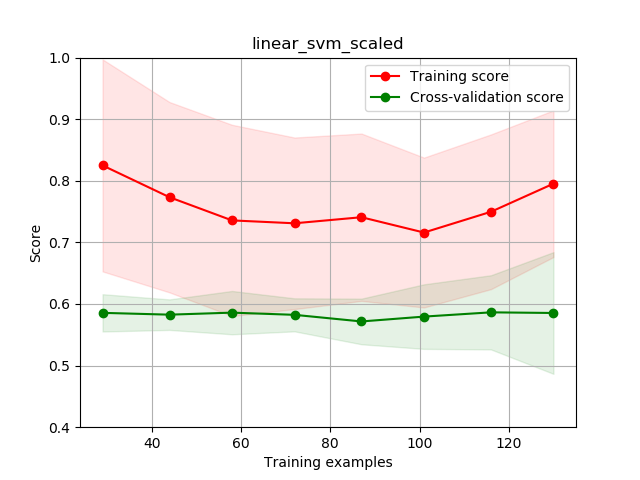 linear_svm_scaled
1.0
0.9
0.8
0.7
0.6
0.5
0.4
Score
Training score
Cross-validation score
40
60
80
100
120
Training examples